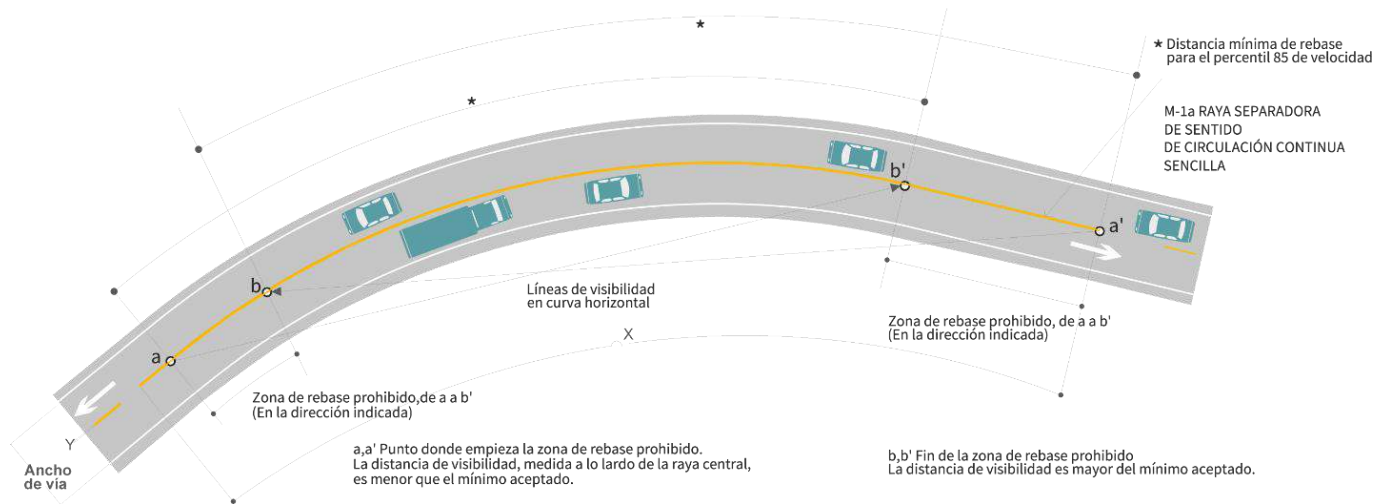 *
* Distancia mínima de rebase
para el percentil 85 de velocidad
*
M-1a RAYA SEPARADORA
DE SENTIDO
DE CIRCULACIÓN CONTINUA
SENCILLA
b'
a'
b
Líneas de visibilidad
en curva horizontal
Zona de rebase prohibido, de a a b'
(En la dirección indicada)
X
a
Zona de rebase prohibido,de a a b'
(En la dirección indicada)
Y
Ancho
de vía
a,a' Punto donde empieza la zona de rebase prohibido.
La distancia de visibilidad, medida a lo lardo de la raya central,
es menor que el mínimo aceptado.
b,b' Fin de la zona de rebase prohibido
La distancia de visibilidad es mayor del mínimo aceptado.